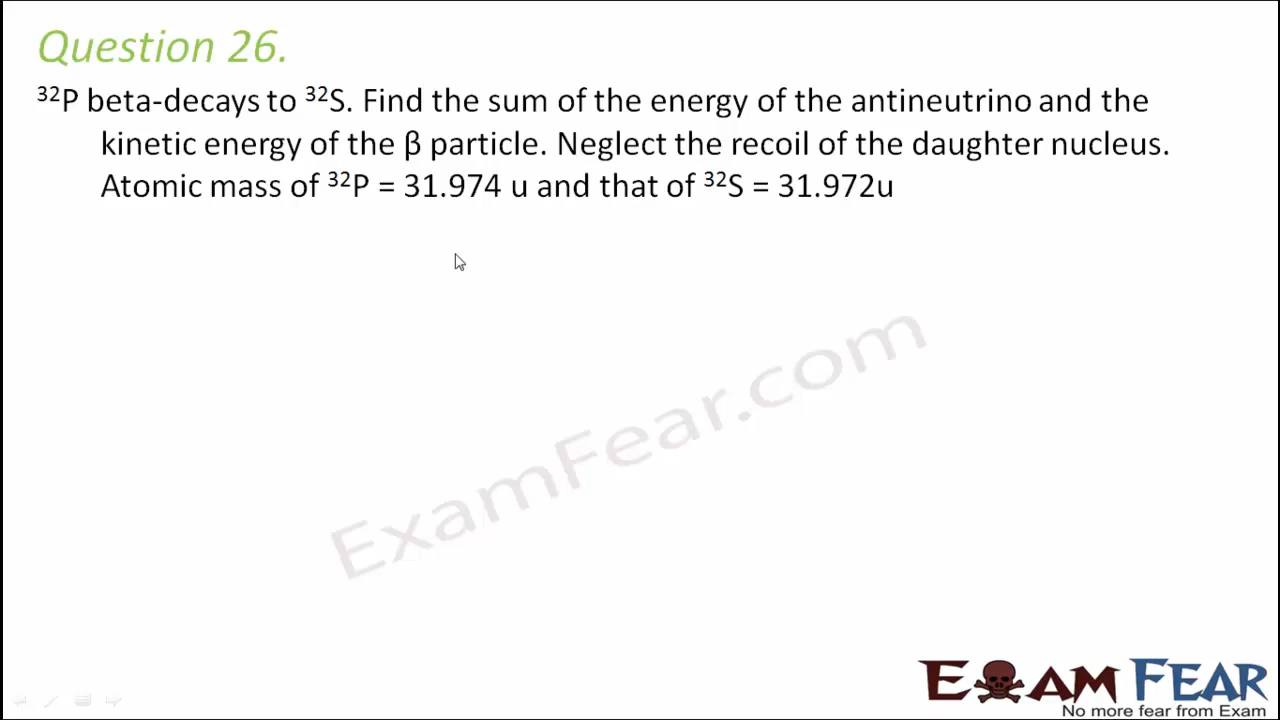 Question 26.
³²P beta-decays to ³²S. Find the sum of the energy of the antineutrino and the
kinetic energy of the β particle. Neglect the recoil of the daughter nucleus.
Atomic mass of ³²P = 31.974 u and that of ³²S = 31.972u
ExamFear.com
EXAM FEAR
No more fear from Exam